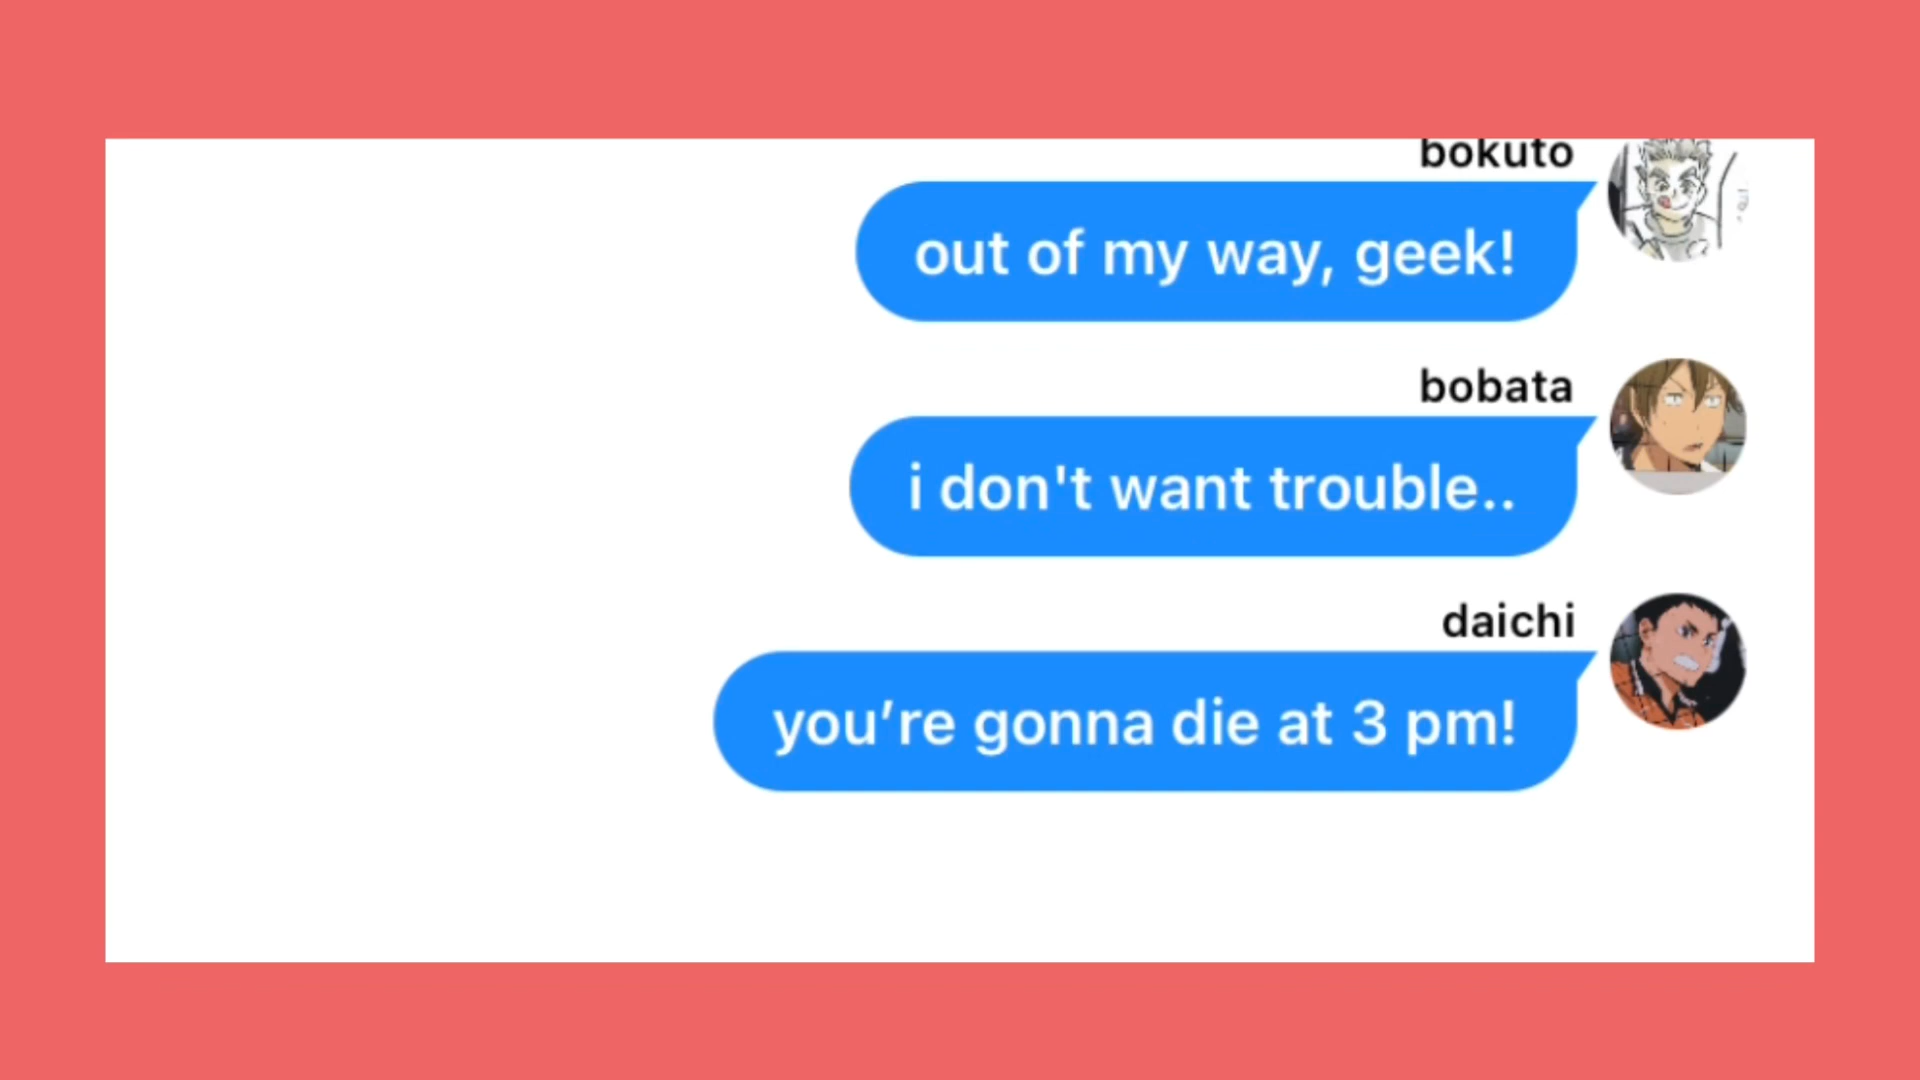 bokuto
out of my way, geek!
bobata
i don't want trouble..
daichi
you’re gonna die at 3 pm!